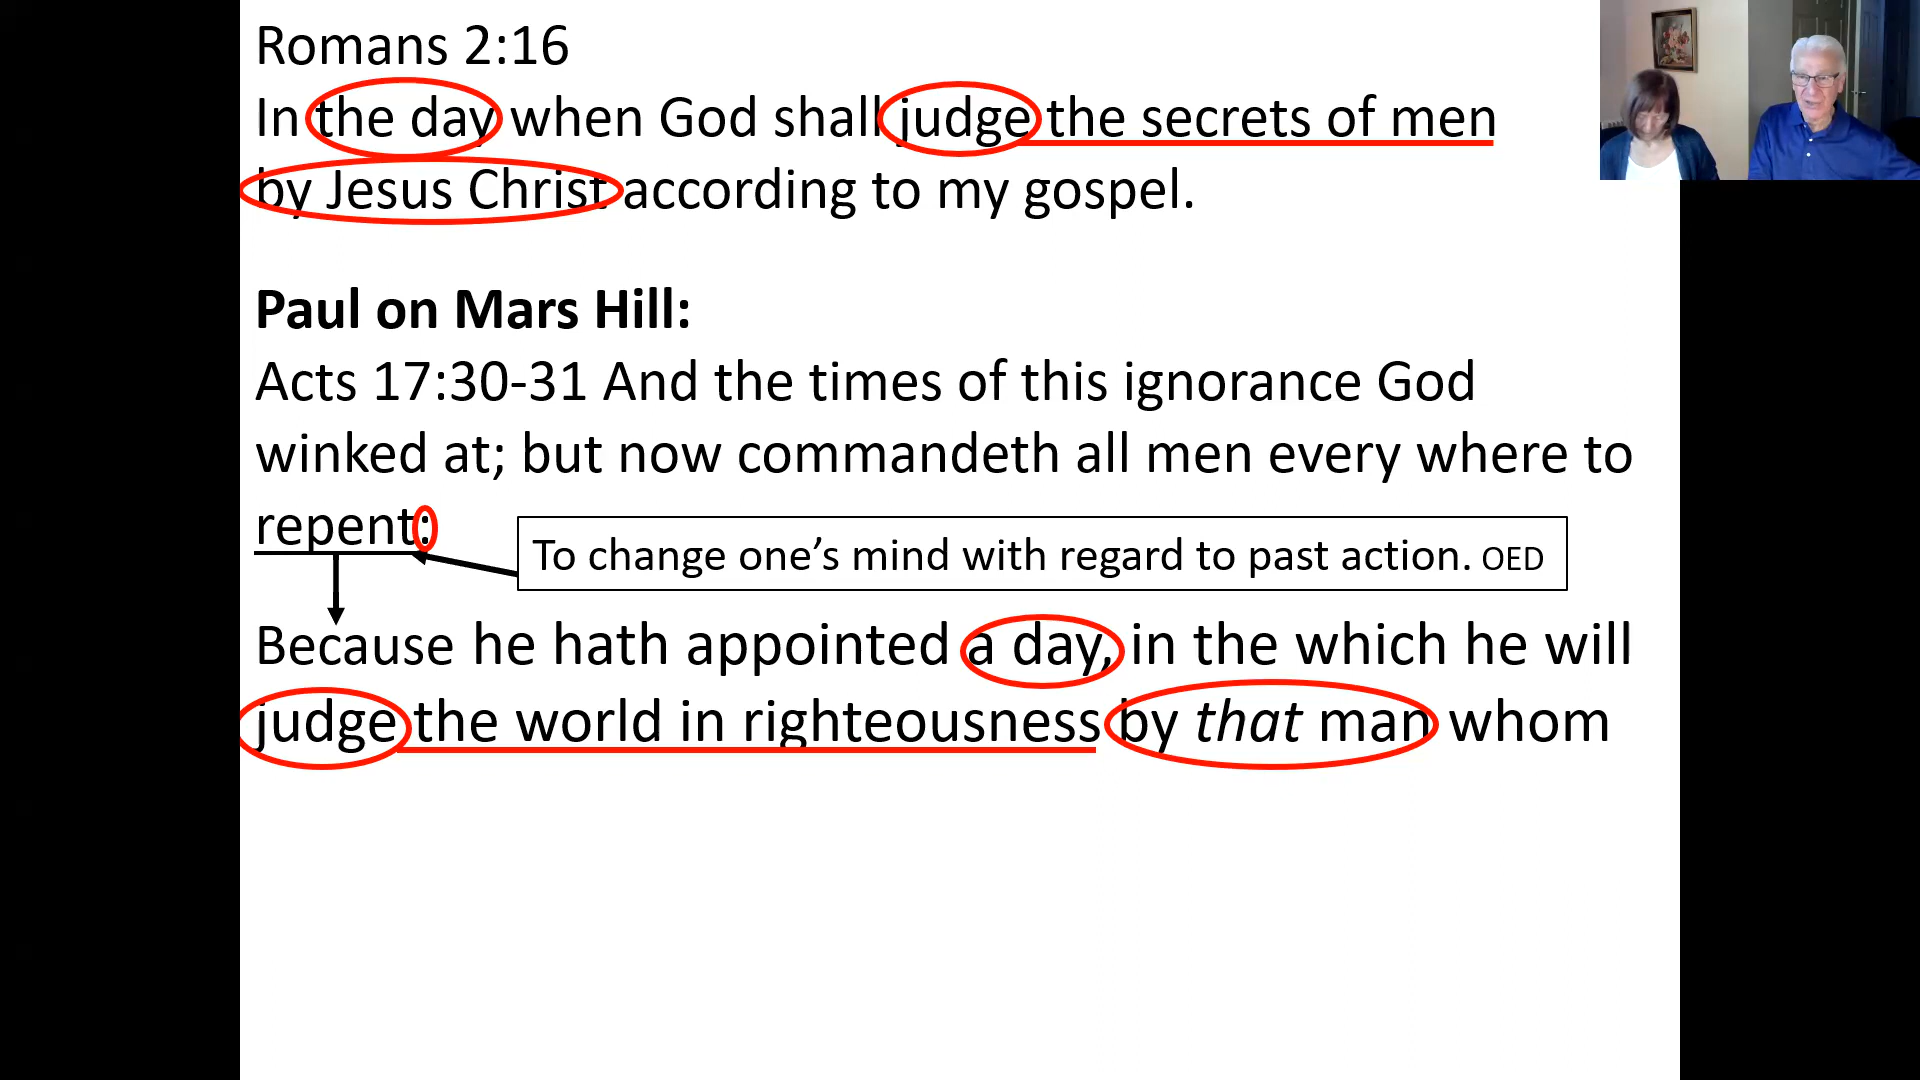 Romans 2:16
In the day when God shall judge the secrets of men
by Jesus Christ according to my gospel.
Paul on Mars Hill:
Acts 17:30-31 And the times of this ignorance God
winked at; but now commandeth all men every where to
repent:
To change one’s mind with regard to past action. OED
Because he hath appointed a day, in the which he will
judge the world in righteousness by that man whom